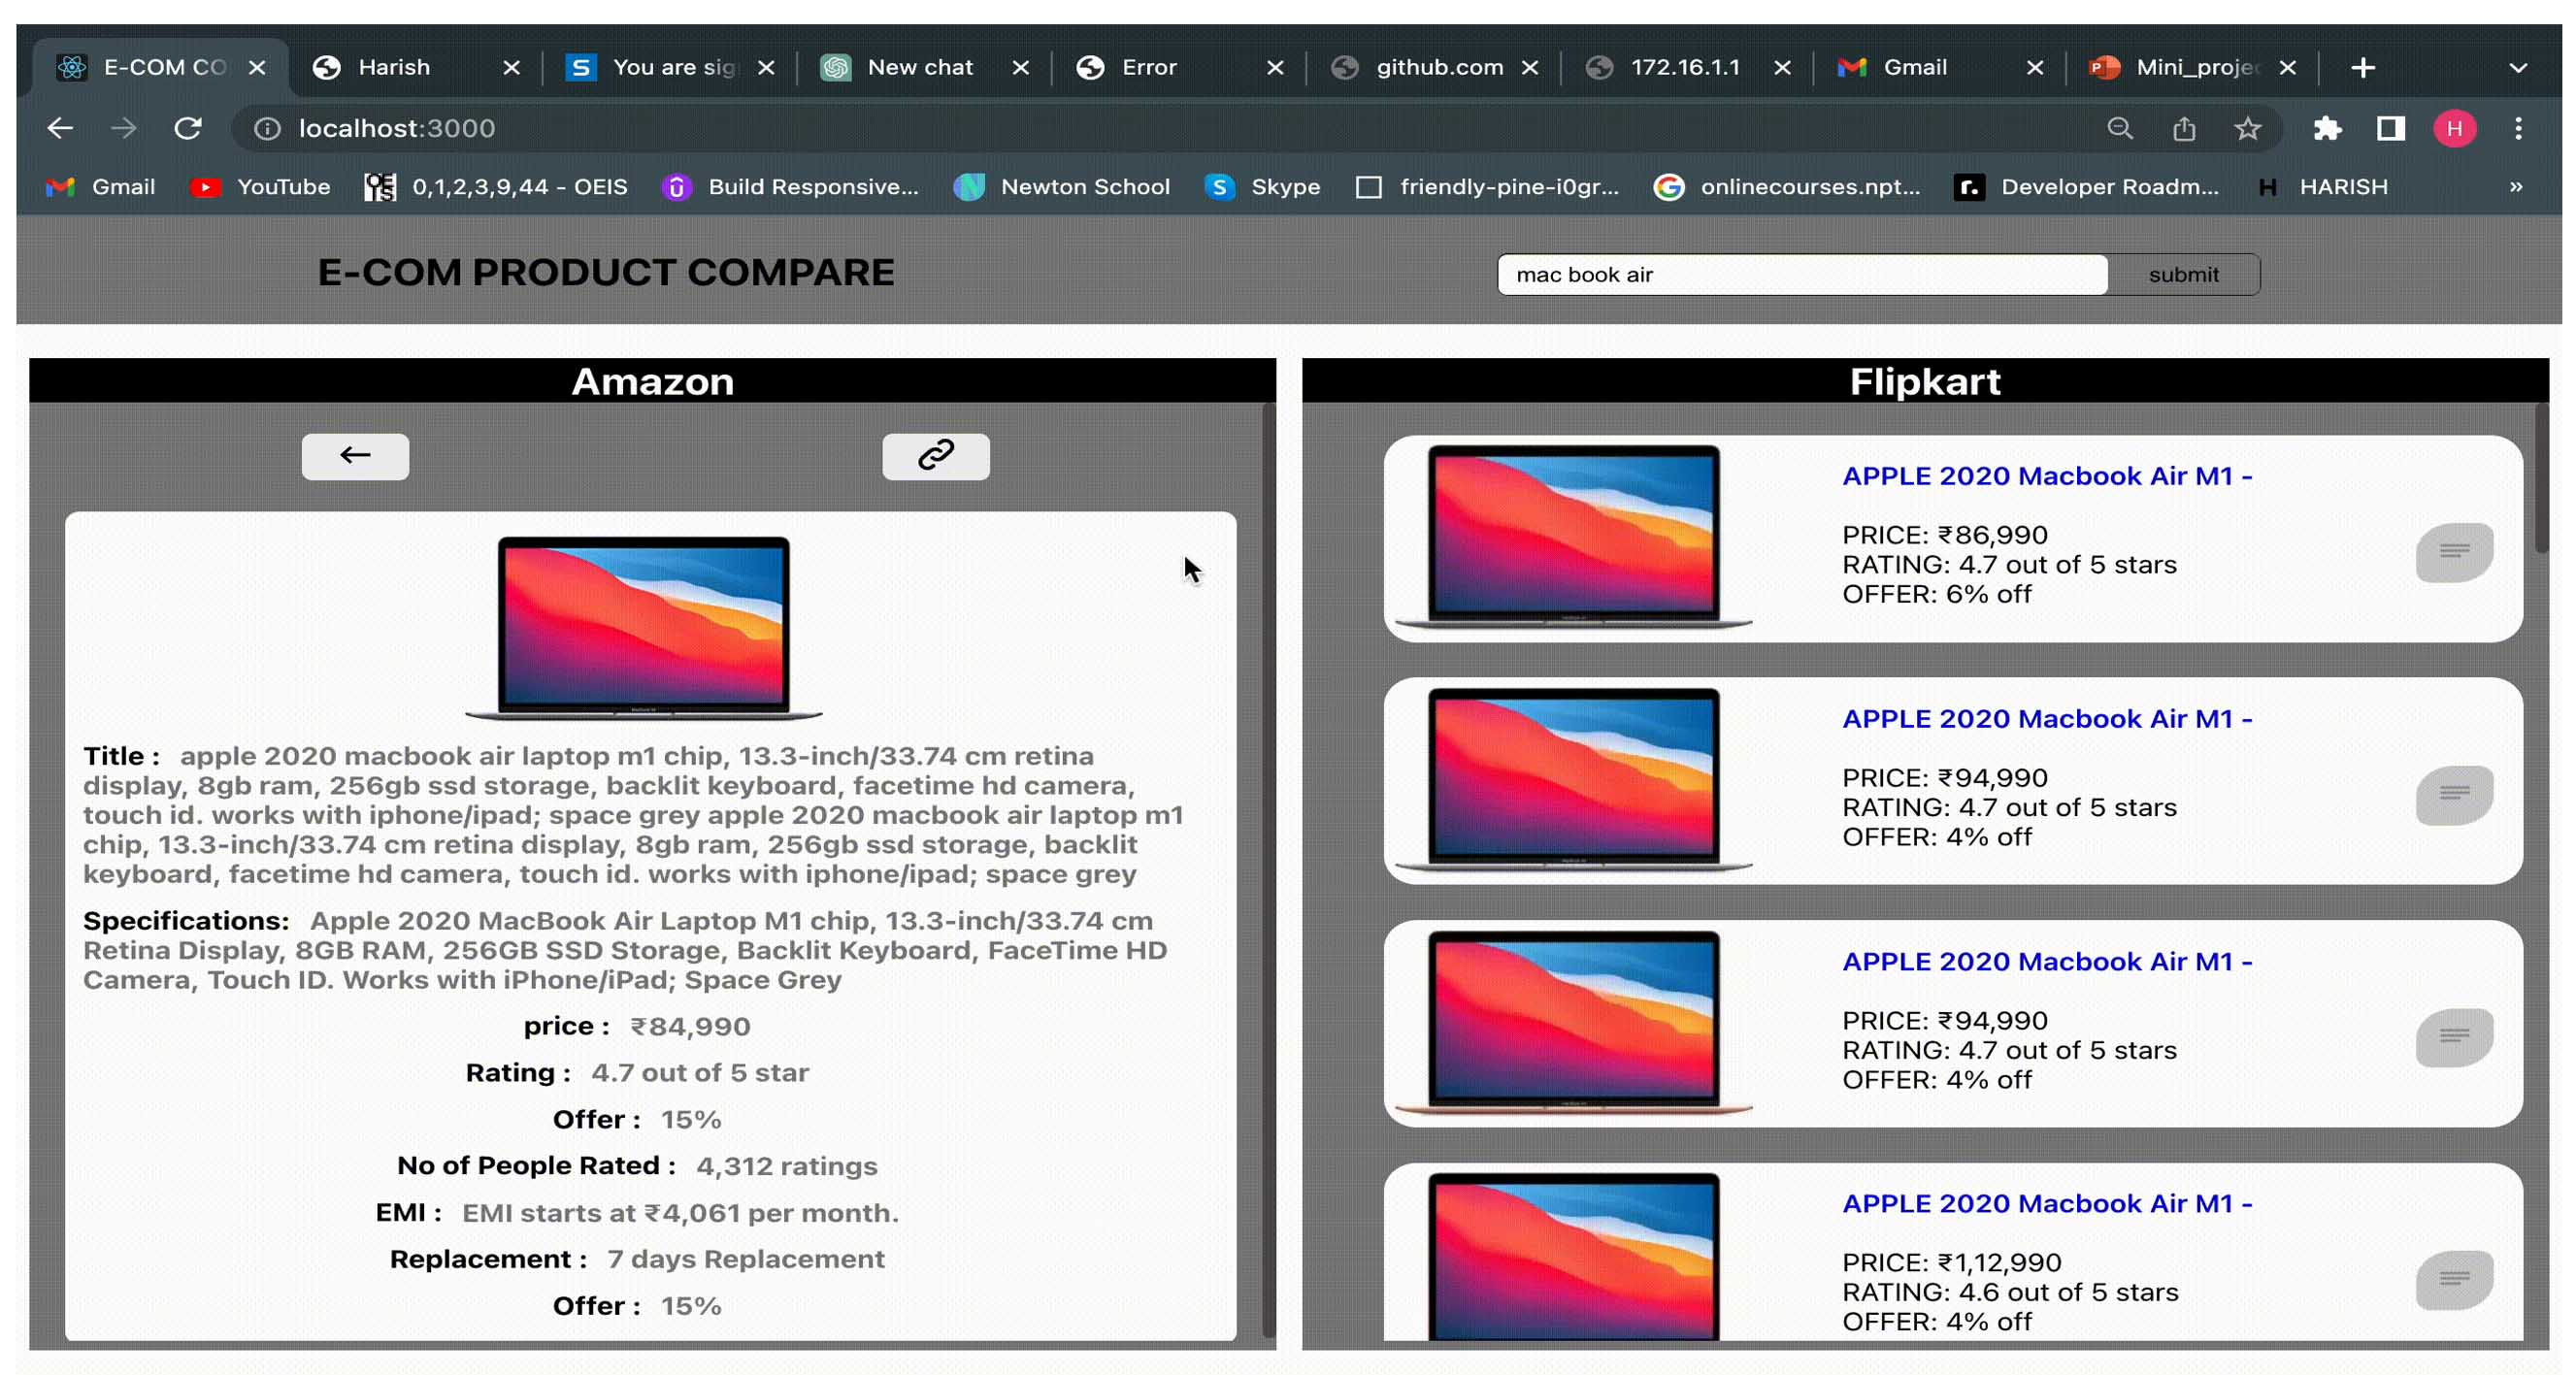 E-COM CO
Harish
S
You are sig
New chat
Error
github.com
172.16.1.1
Gmail
P
Mini_projec
localhost:3000
H
Gmail
YouTube
0,1,2,3,9,44 - OEIS
Build Responsive...
Newton School
S
Skype
friendly-pine-i0gr...
onlinecourses.npt...
r.
Developer Roadm...
H
HARISH
»
E-COM PRODUCT COMPARE
mac book air
submit
Amazon
Title : apple 2020 macbook air laptop m1 chip, 13.3-inch/33.74 cm retina
display, 8gb ram, 256gb ssd storage, backlit keyboard, facetime hd camera,
touch id. works with iphone/ipad; space grey apple 2020 macbook air laptop m1
chip, 13.3-inch/33.74 cm retina display, 8gb ram, 256gb ssd storage, backlit
keyboard, facetime hd camera, touch id. works with iphone/ipad; space grey
Specifications: Apple 2020 MacBook Air Laptop M1 chip, 13.3-inch/33.74 cm
Retina Display, 8GB RAM, 256GB SSD Storage, Backlit Keyboard, FaceTime HD
Camera, Touch ID. Works with iPhone/iPad; Space Grey
price : ₹84,990
Rating : 4.7 out of 5 star
Offer : 15%
No of People Rated : 4,312 ratings
EMI : EMI starts at ₹4,061 per month.
Replacement : 7 days Replacement
Offer : 15%
Flipkart
APPLE 2020 Macbook Air M1 -
PRICE: ₹86,990
RATING: 4.7 out of 5 stars
OFFER: 6% off
APPLE 2020 Macbook Air M1 -
PRICE: ₹94,990
RATING: 4.7 out of 5 stars
OFFER: 4% off
APPLE 2020 Macbook Air M1 -
PRICE: ₹94,990
RATING: 4.7 out of 5 stars
OFFER: 4% off
APPLE 2020 Macbook Air M1 -
PRICE: ₹1,12,990
RATING: 4.6 out of 5 stars
OFFER: 4% off